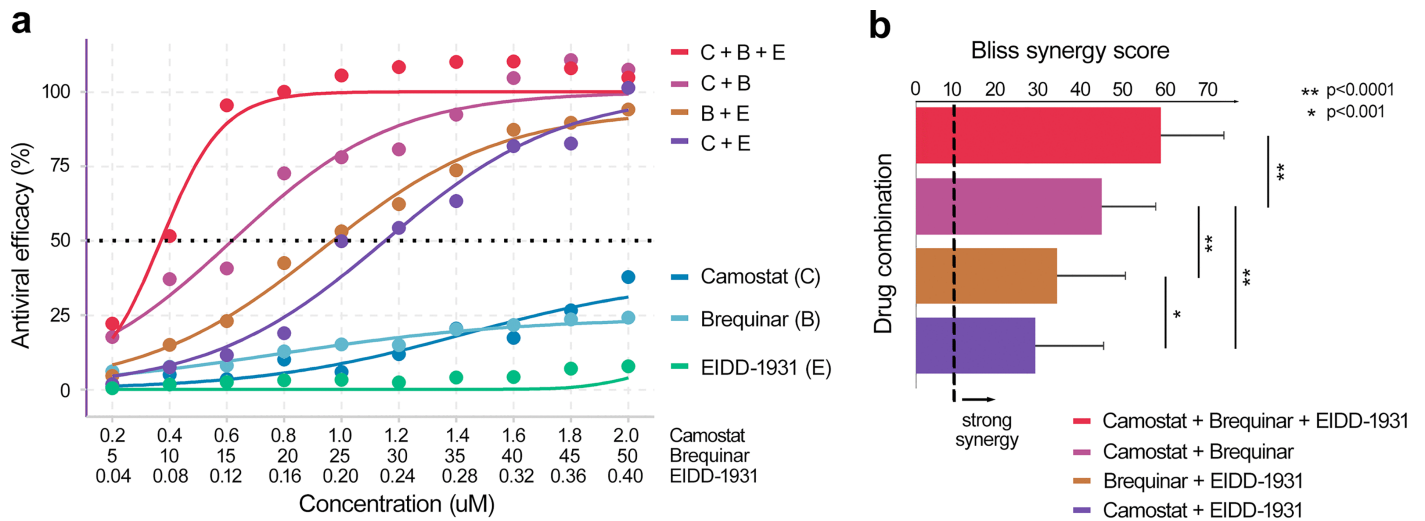 a
C + B + E
C + B
B + E
C + E
Camostat (C)
Brequinar (B)
EIDD-1931 (E)
Antiviral efficacy (%)
100
75
50
25
0
0.2 0.4 0.6 0.8 1.0 1.2 1.4 1.6 1.8 2.0 Camostat
5 10 15 20 25 30 35 40 45 50 Brequinar
0.04 0.08 0.12 0.16 0.20 0.24 0.28 0.32 0.36 0.40 EIDD-1931
Concentration (uM)
b
Bliss synergy score
0 10 20 30 40 50 60 70
** p<0.0001
* p<0.001
Drug combination
**
**
**
*
strong
synergy
Camostat + Brequinar + EIDD-1931
Camostat + Brequinar
Brequinar + EIDD-1931
Camostat + EIDD-1931